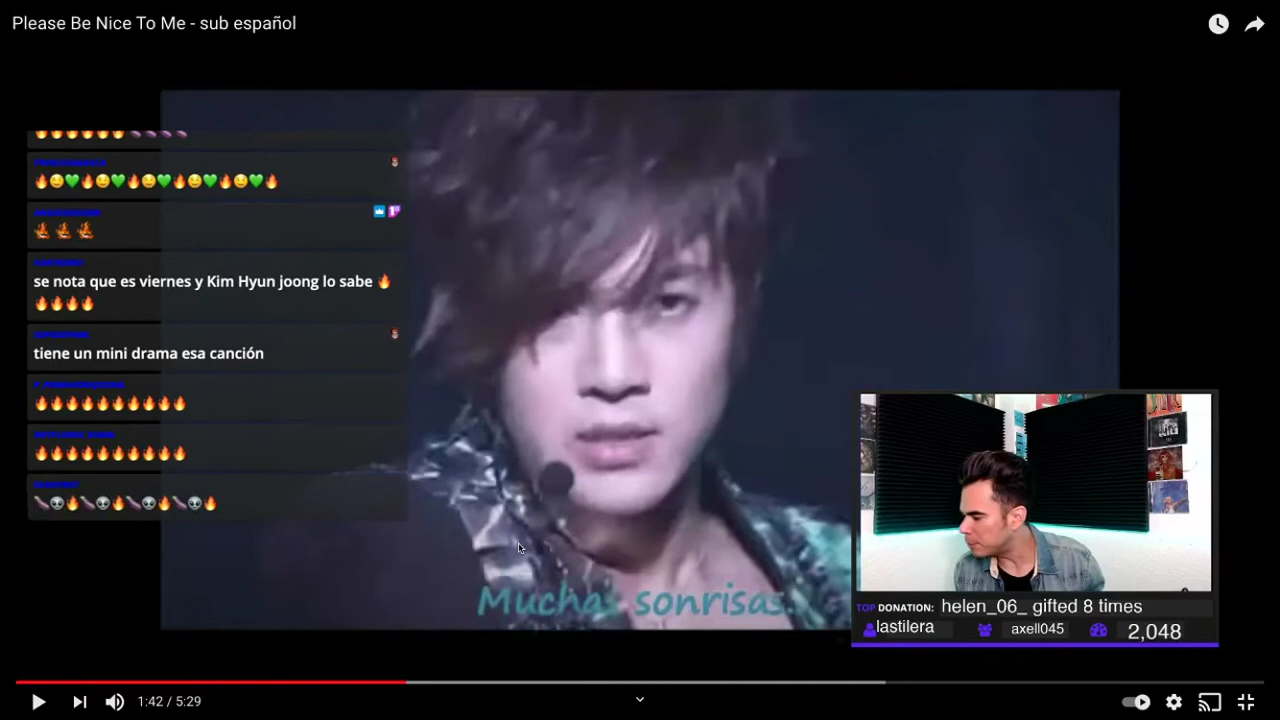 Please Be Nice To Me - sub español
se nota que es viernes y Kim Hyun joong lo sabe 🔥
🔥🔥🔥🔥
tiene un mini drama esa canción
Muchas sonrisas.
TOP DONATION: helen_06_ gifted 8 times
lastilera axell045 2,048
1:42 / 5:29